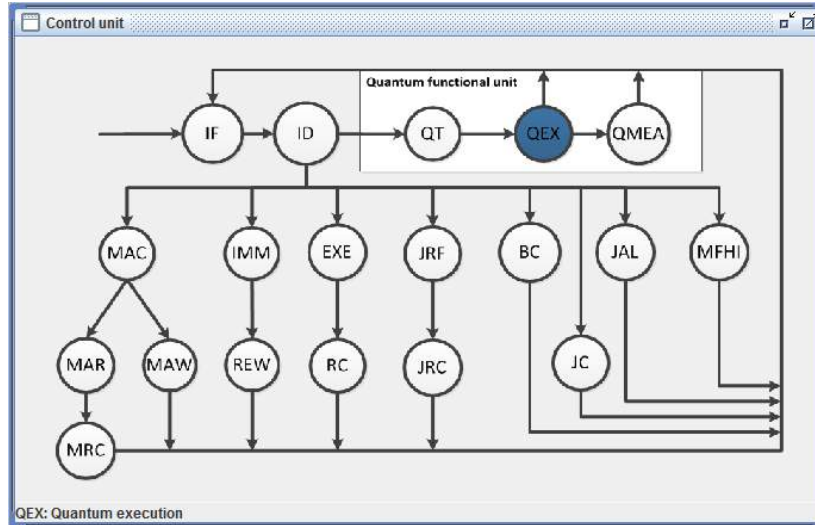 Control unit
Quantum functional unit
IF
ID
QT
QEX
QMEA
MAC
IMM
EXE
JRF
BC
JAL
MFHI
MAR
MAW
REW
RC
JRC
JC
MRC
QEX: Quantum execution